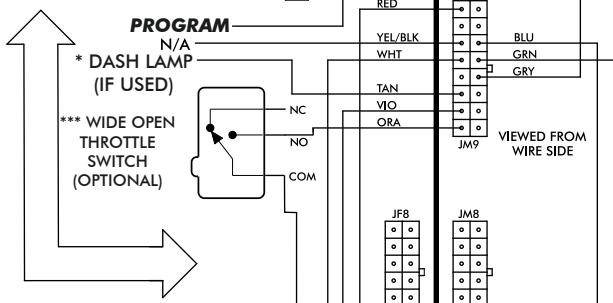 RED
PROGRAM
N/A
YEL/BLK
BLU
* DASH LAMP
(IF USED)
WHT
GRN
GRY
TAN
VIO
ORA
NC
NO
COM
*** WIDE OPEN
THROTTLE
SWITCH
(OPTIONAL)
JM9
VIEWED FROM
WIRE SIDE
JF8
JM8